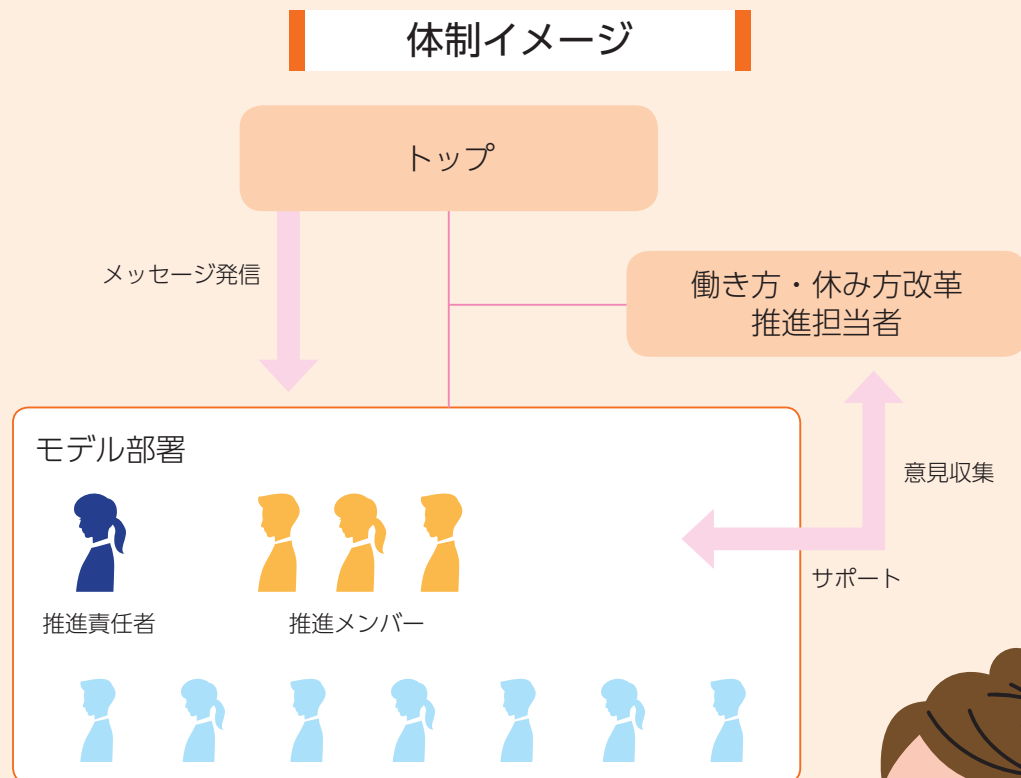 体制イメージ
トップ
メッセージ発信
働き方・休み方改革
推進担当者
モデル部署
意見収集
サポート
推進責任者
推進メンバー